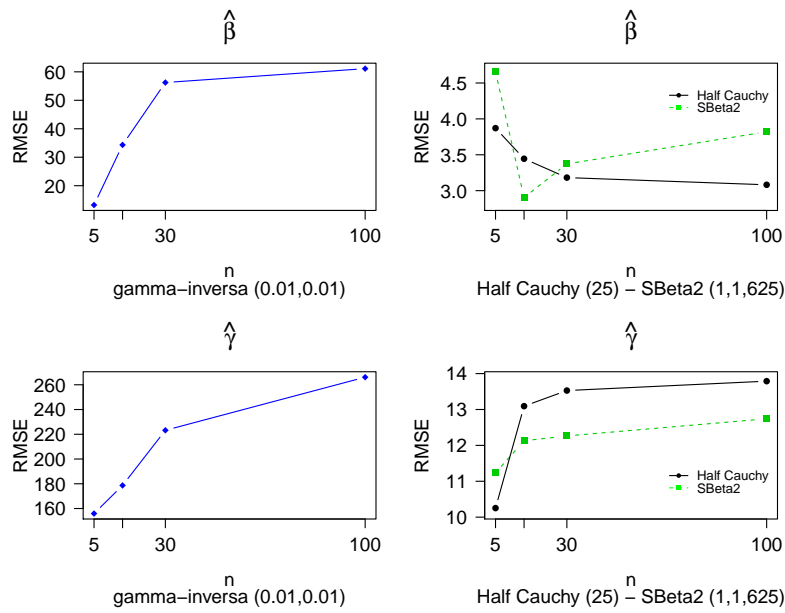 β̂
RMSE
60
50
40
30
20
5
30
100
n
gamma−inversa (0.01,0.01)
β̂
RMSE
4.5
4.0
3.5
3.0
Half Cauchy
SBeta2
5
30
100
n
Half Cauchy (25) − SBeta2 (1,1,625)
γ̂
RMSE
260
240
220
200
180
160
5
30
100
n
gamma−inversa (0.01,0.01)
γ̂
RMSE
14
13
12
11
10
Half Cauchy
SBeta2
5
30
100
n
Half Cauchy (25) − SBeta2 (1,1,625)